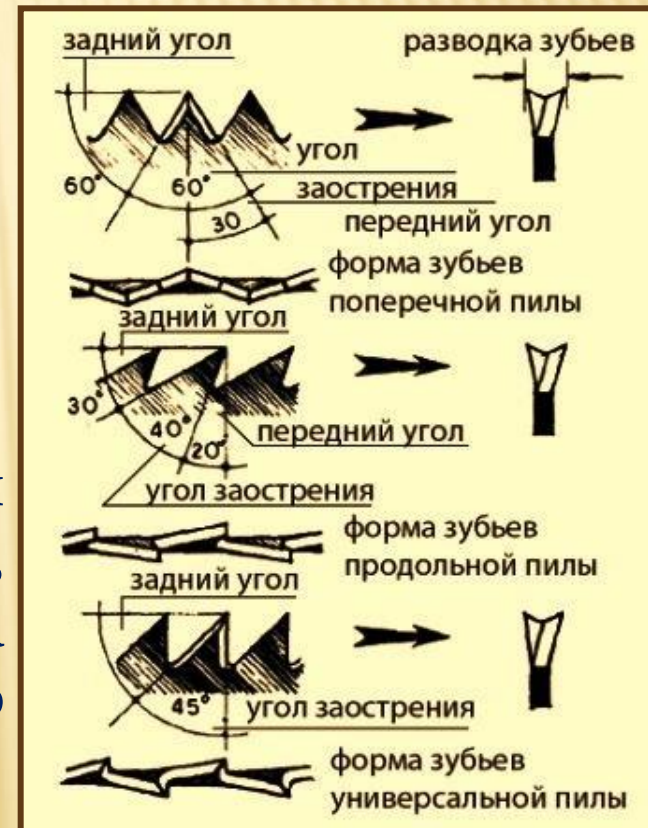 задний угол
разводка зубьев
угол
60°
60°
заострения
30
передний угол
форма зубьев
поперечной пилы
задний угол
30°
40°
20°
передний угол
угол заострения
форма зубьев
продольной пилы
задний угол
45°
угол заострения
форма зубьев
универсальной пилы